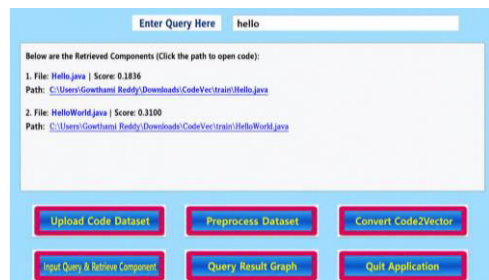 Enter Query Here hello
Below are the Retrieved Components (Click the path to open code):
1. File: Hello.java | Score: 0.1836
Path: C:\Users\Gowthami Reddy\Downloads\CodeVec\train\Hello.java
2. File: HelloWorld.java | Score: 0.3100
Path: C:\Users\Gowthami Reddy\Downloads\CodeVec\train\HelloWorld.java
Upload Code Dataset Preprocess Dataset Convert Code2Vector
Input Query & Retrieve Component Query Result Graph Quit Application